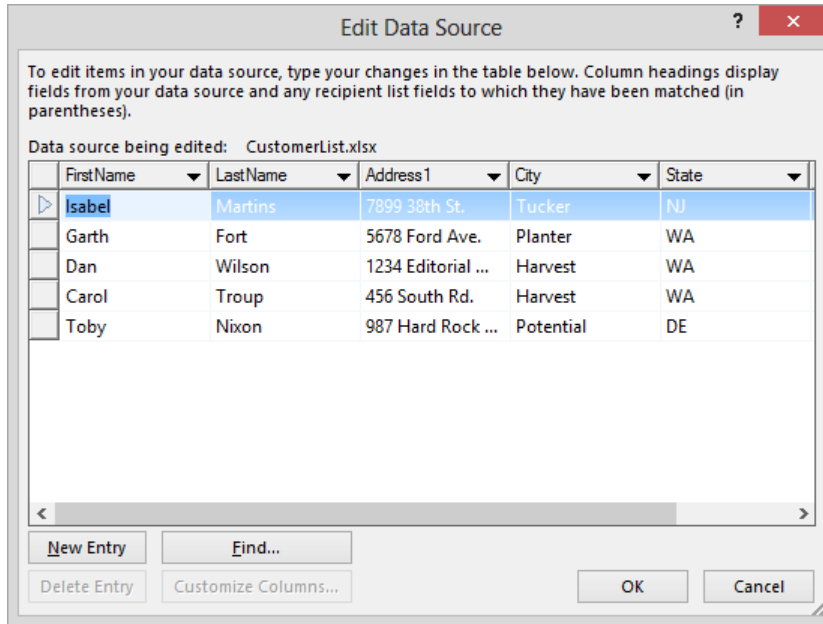 Edit Data Source
?
To edit items in your data source, type your changes in the table below. Column headings display
fields from your data source and any recipient list fields to which they have been matched (in
parentheses).
Data source being edited: CustomerList.xlsx
FirstName LastName Address1 City State
Isabel Martins 7899 38th St. Tucker NJ
Garth Fort 5678 Ford Ave. Planter WA
Dan Wilson 1234 Editorial ... Harvest WA
Carol Troup 456 South Rd. Harvest WA
Toby Nixon 987 Hard Rock ... Potential DE
New Entry Find...
Delete Entry Customize Columns... OK Cancel